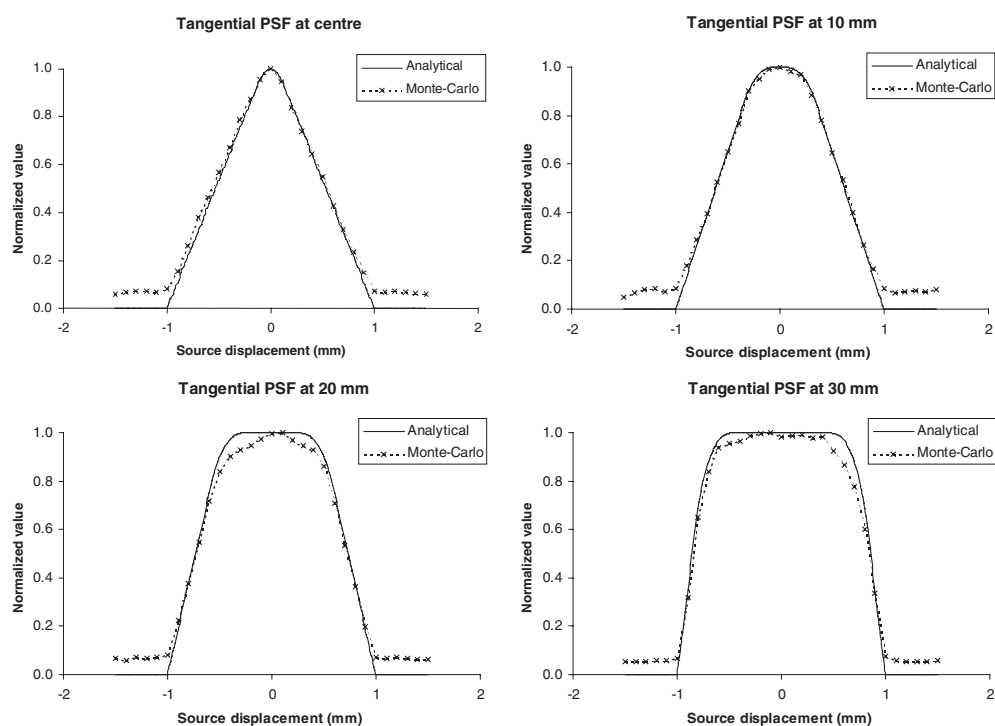 Tangential PSF at centre
Analytical
Monte-Carlo
Normalized value
1.0
0.8
0.6
0.4
0.2
0.0
-2
-1
0
1
2
Source displacement (mm)
Tangential PSF at 10 mm
Analytical
Monte-Carlo
Normalized value
1.0
0.8
0.6
0.4
0.2
0.0
-2
-1
0
1
2
Source displacement (mm)
Tangential PSF at 20 mm
Analytical
Monte-Carlo
Normalized value
1.0
0.8
0.6
0.4
0.2
0.0
-2
-1
0
1
2
Source displacement (mm)
Tangential PSF at 30 mm
Analytical
Monte-Carlo
Normalized value
1.0
0.8
0.6
0.4
0.2
0.0
-2
-1
0
1
2
Source displacement (mm)